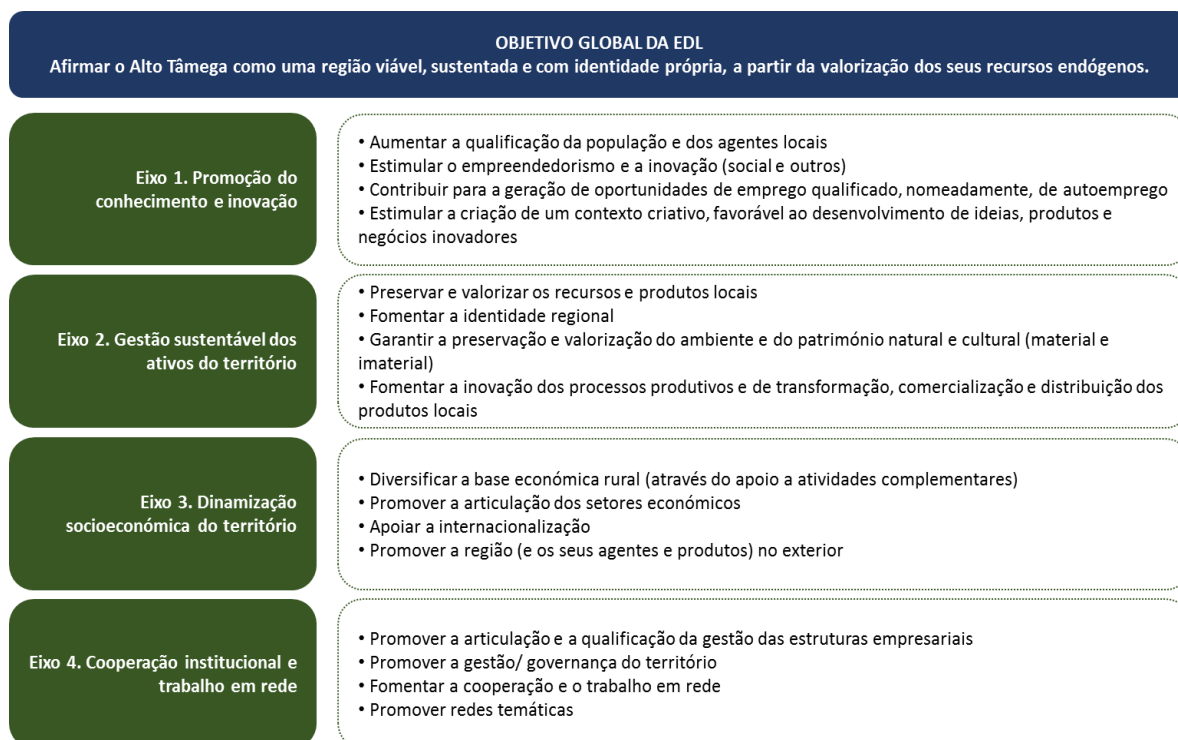 OBJETIVO GLOBAL DA EDL
Afirmar o Alto Tâmega como uma região viável, sustentada e com identidade própria, a partir da valorização dos seus recursos endógenos.
Eixo 1. Promoção do
conhecimento e inovação
• Aumentar a qualificação da população e dos agentes locais
• Estimular o empreendedorismo e a inovação (social e outros)
• Contribuir para a geração de oportunidades de emprego qualificado, nomeadamente, de autoemprego
• Estimular a criação de um contexto criativo, favorável ao desenvolvimento de ideias, produtos e
negócios inovadores
Eixo 2. Gestão sustentável dos
ativos do território
• Preservar e valorizar os recursos e produtos locais
• Fomentar a identidade regional
• Garantir a preservação e valorização do ambiente e do património natural e cultural (material e
imaterial)
• Fomentar a inovação dos processos produtivos e de transformação, comercialização e distribuição dos
produtos locais
Eixo 3. Dinamização
socioeconómica do território
• Diversificar a base económica rural (através do apoio a atividades complementares)
• Promover a articulação dos setores económicos
• Apoiar a internacionalização
• Promover a região (e os seus agentes e produtos) no exterior
Eixo 4. Cooperação institucional e
trabalho em rede
• Promover a articulação e a qualificação da gestão das estruturas empresariais
• Promover a gestão/ governança do território
• Fomentar a cooperação e o trabalho em rede
• Promover redes temáticas